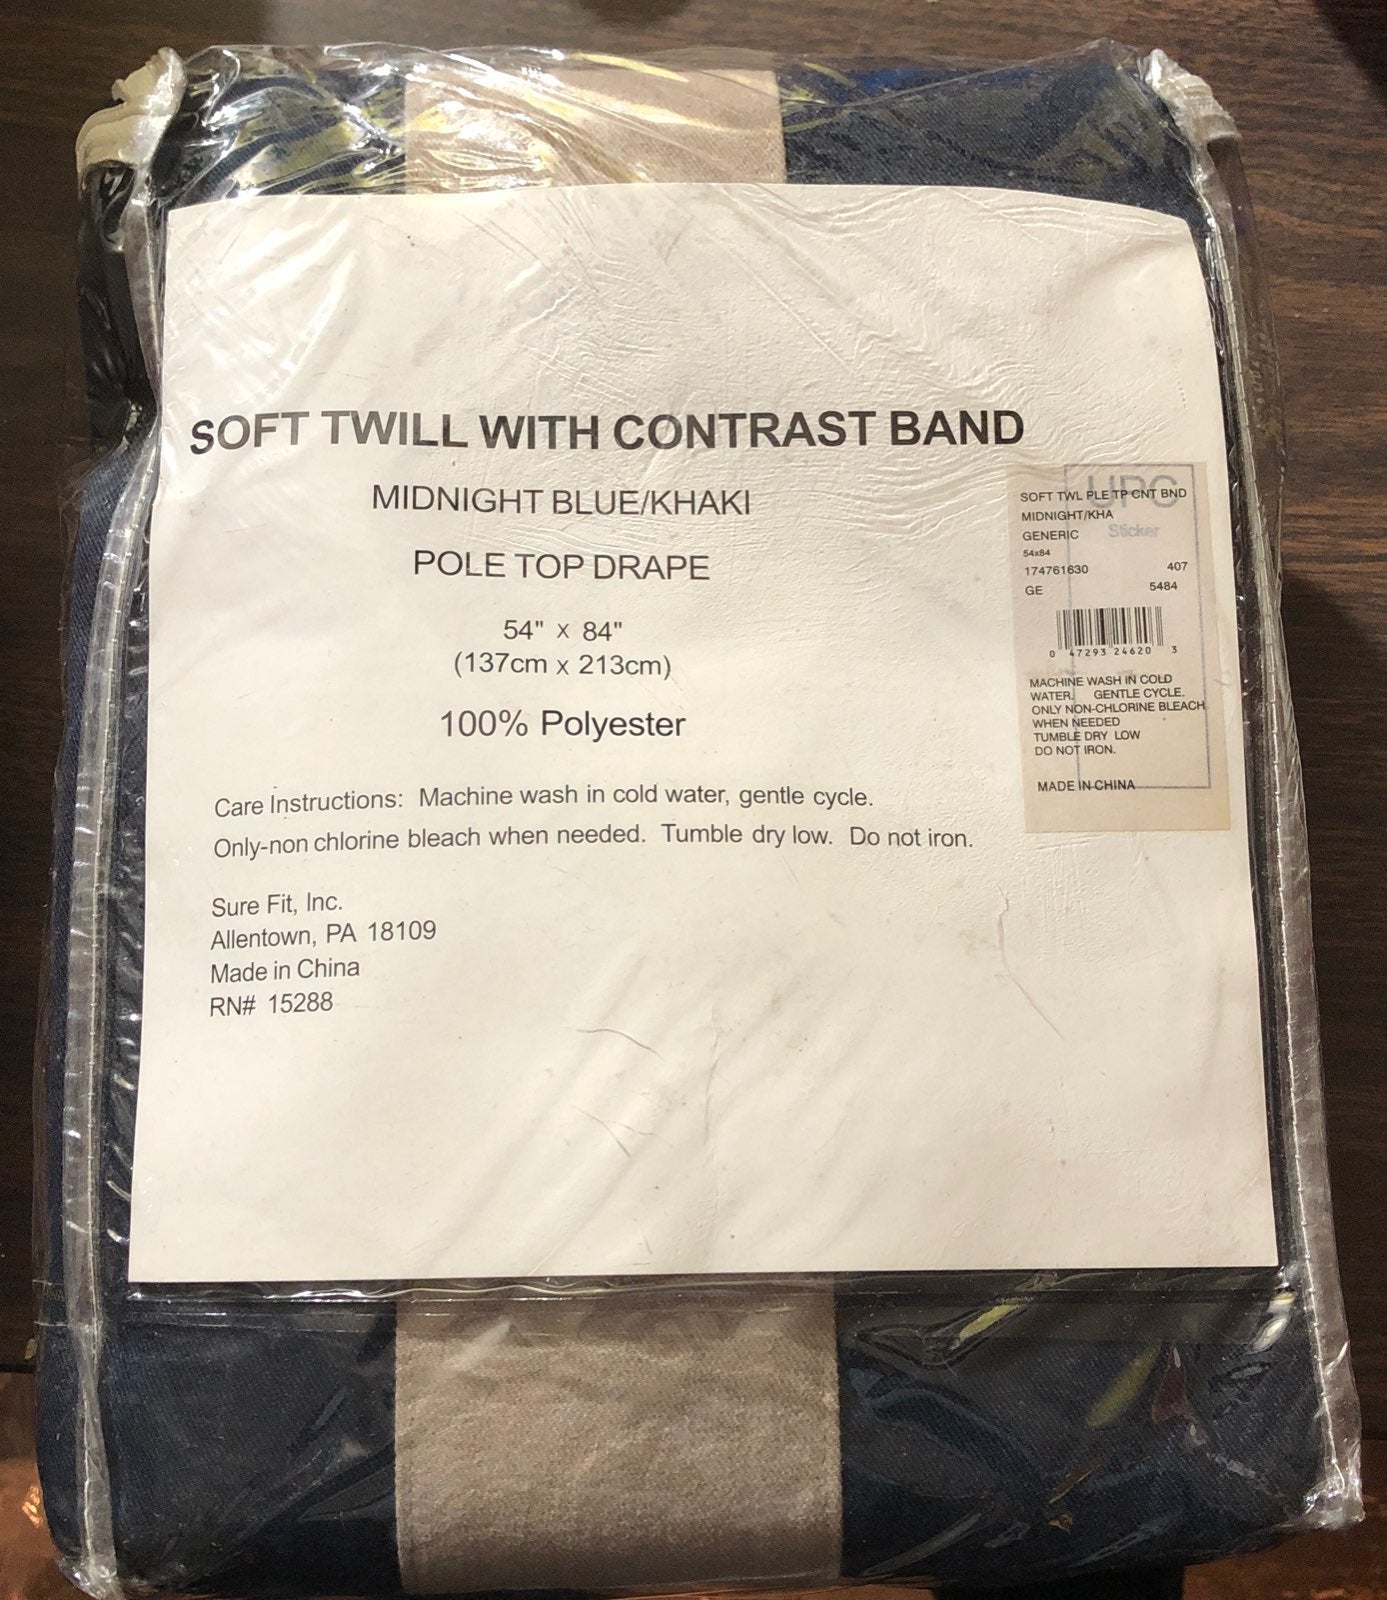 SOFT TWILL WITH CONTRAST BAND
MIDNIGHT BLUE/KHAKI
POLE TOP DRAPE
54" x 84"
(137cm x 213cm)
100% Polyester
Care Instructions: Machine wash in cold water, gentle cycle.
Only-non chlorine bleach when needed. Tumble dry low. Do not iron.
Sure Fit, Inc.
Allentown, PA 18109
Made in China
RN# 15288
UPC
Sticker
SOFT TWL PLE TP CNT BND
MIDNIGHT/KHA
GENERIC
54x84
174761630 407
GE 5484
0 47293 24620 3
MACHINE WASH IN COLD
WATER. GENTLE CYCLE.
ONLY NON-CHLORINE BLEACH
WHEN NEEDED
TUMBLE DRY LOW
DO NOT IRON.
MADE IN CHINA